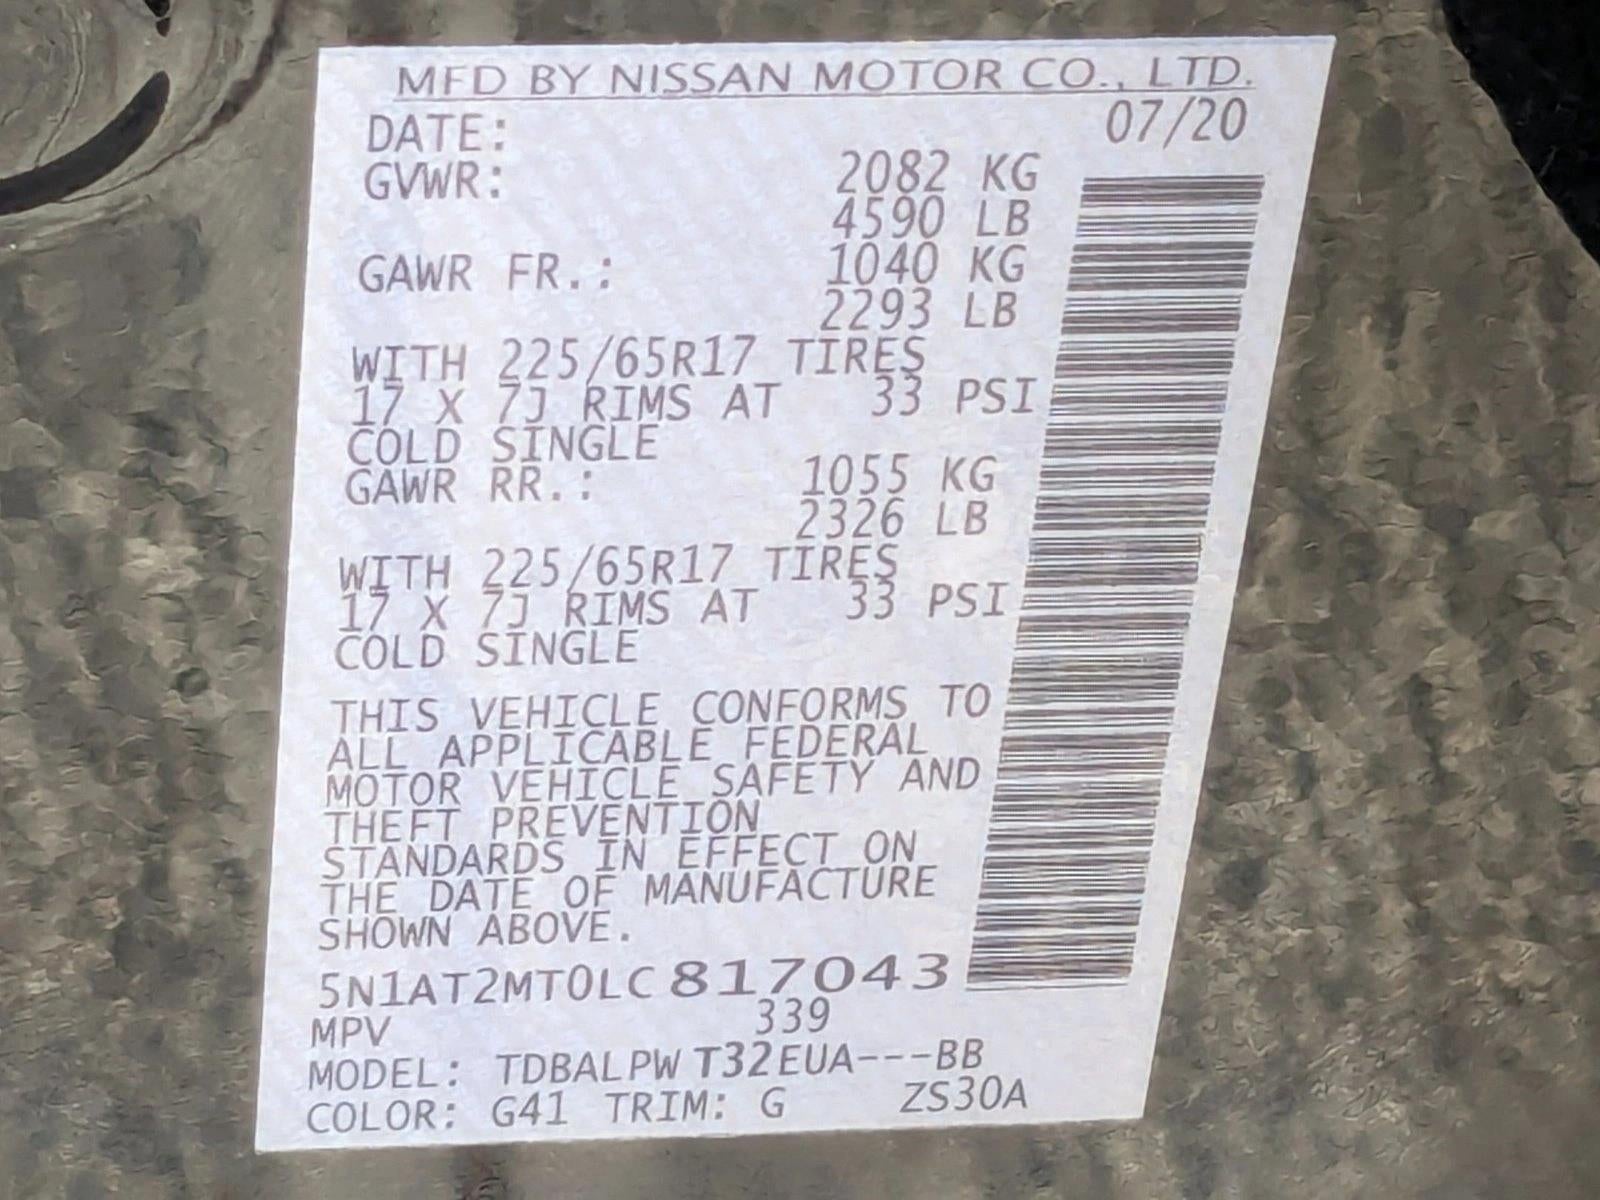 MFD BY NISSAN MOTOR CO., LTD.
DATE: 07/20
GVWR: 2082 KG
4590 LB
GAWR FR.: 1040 KG
2293 LB
WITH 225/65R17 TIRES
17 X 7J RIMS AT 33 PSI
COLD SINGLE
GAWR RR.: 1055 KG
2326 LB
WITH 225/65R17 TIRES
17 X 7J RIMS AT 33 PSI
COLD SINGLE
THIS VEHICLE CONFORMS TO
ALL APPLICABLE FEDERAL
MOTOR VEHICLE SAFETY AND
THEFT PREVENTION
STANDARDS IN EFFECT ON
THE DATE OF MANUFACTURE
SHOWN ABOVE.
5N1AT2MT0LC817043
MPV 339
MODEL: TDBALPW T32EUA---BB
COLOR: G41 TRIM: G ZS30A